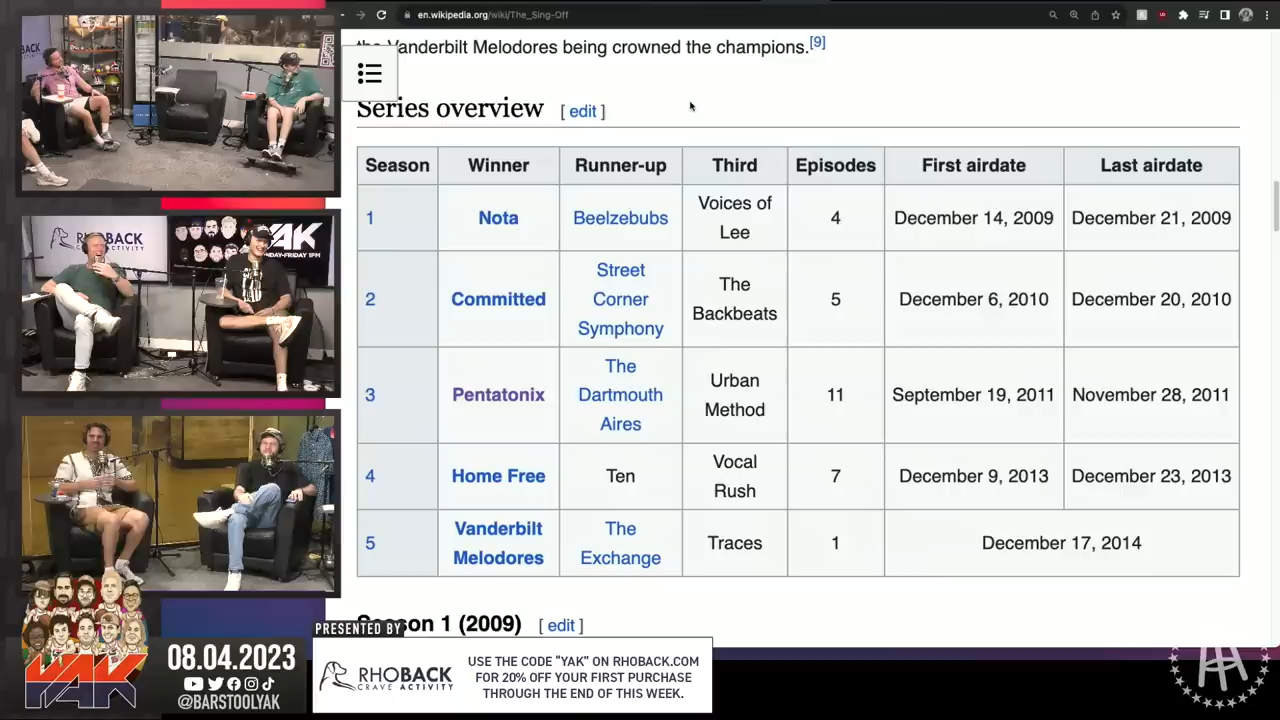 en.wikipedia.org/wiki/The_Sing-Off
the Vanderbilt Melodores being crowned the champions.[9]
Series overview [ edit ]
Season Winner Runner-up Third Episodes First airdate Last airdate
1 Nota Beelzebubs Voices of Lee 4 December 14, 2009 December 21, 2009
2 Committed Street Corner Symphony The Backbeats 5 December 6, 2010 December 20, 2010
3 Pentatonix The Dartmouth Aires Urban Method 11 September 19, 2011 November 28, 2011
4 Home Free Ten Vocal Rush 7 December 9, 2013 December 23, 2013
5 Vanderbilt Melodores The Exchange Traces 1 December 17, 2014
Season 1 (2009) [ edit ]
RHOBACK
CRAVE ACTIVITY
YAK
MONDAY-FRIDAY 1PM
YAK
08.04.2023
@BARSTOOLYAK
PRESENTED BY
RHOBACK
CRAVE ACTIVITY
USE THE CODE "YAK" ON RHOBACK.COM
FOR 20% OFF YOUR FIRST PURCHASE
THROUGH THE END OF THIS WEEK.